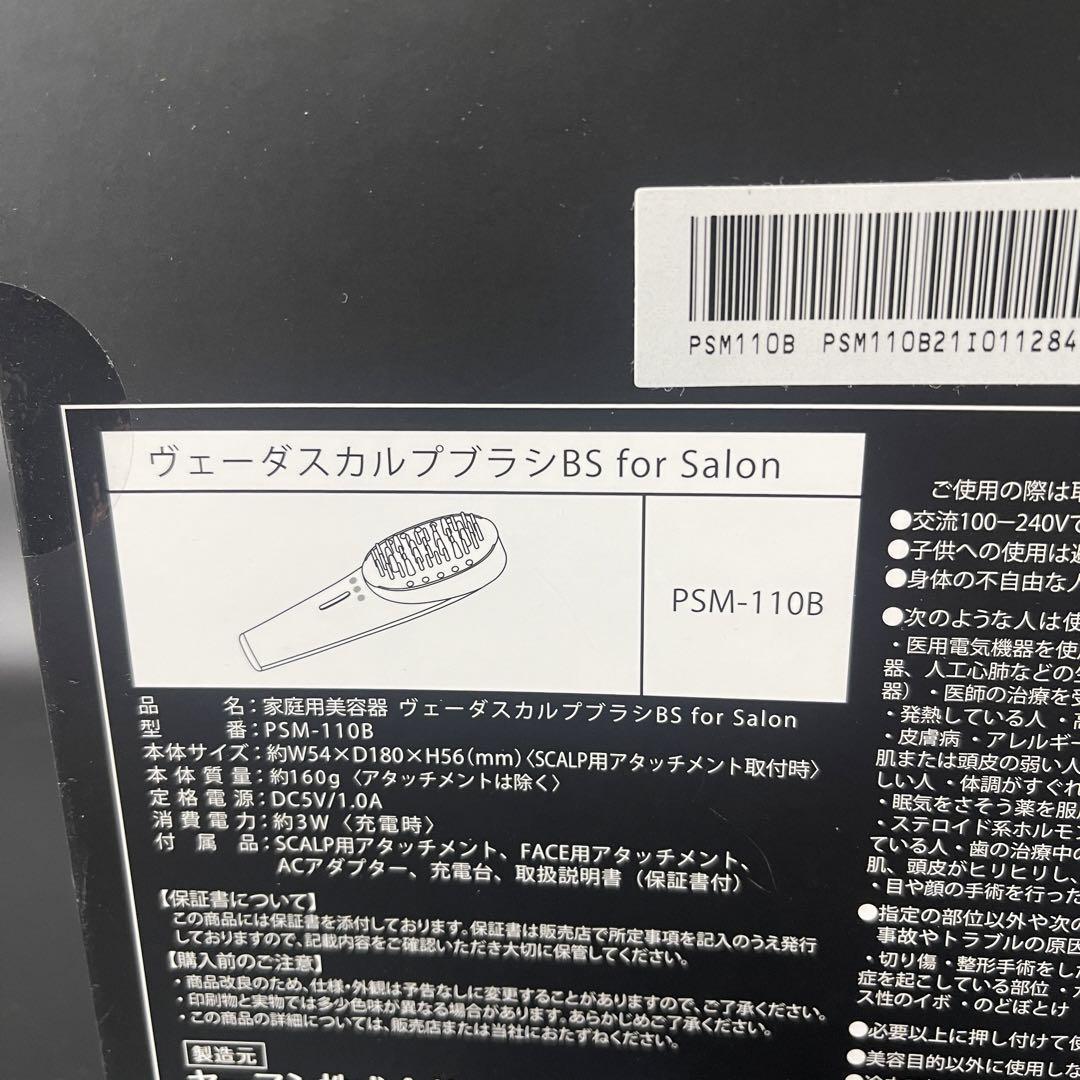 PSM110B PSM110B21I011284
ヴェーダスカルプブラシBS for Salon
PSM-110B
品 名：家庭用美容器 ヴェーダスカルプブラシBS for Salon
型 番：PSM-110B
本体サイズ：約W54×D180×H56(mm)〈SCALP用アタッチメント取付時〉
本体質量：約160g〈アタッチメントは除く〉
定格電源：DC5V/1.0A
消費電力：約3W〈充電時〉
付属品：SCALP用アタッチメント、FACE用アタッチメント、
ACアダプター、充電台、取扱説明書（保証書付）
【保証書について】
この商品には保証書を添付しております。保証書は販売店で所定事項を記入のうえ発行
しておりますので、記載内容をご確認いただき大切に保管してください。
【購入前のご注意】
・商品改良のため、仕様・外観は予告なしに変更することがありますので、ご了承ください。
・印刷物と実物では多少色味が異なる場合があります。あらかじめご了承ください。
・この商品の詳細については、販売店または当社におたずねください。
製造元
ご使用の際は
●交流100－240Vで
●子供への使用は
●身体の不自由な人
●次のような人は使
・医用電気機器を使
器、人工心肺などの
器）・医師の治療を受
・発熱している人・
・皮膚病・アレルギー
肌または頭皮の弱い人
しい人・体調がすぐれ
・眠気をさそう薬を服
・ステロイド系ホルモ
ている人・歯の治療中の
肌、頭皮がヒリヒリし、
・目や顔の手術を行った
●指定の部位以外や次の
事故やトラブルの原因
・切り傷・整形手術をした
症を起こしている部位・
ス性のイボ・のどぼとけ
●必要以上に押し付けて使
●美容目的以外に使用しな